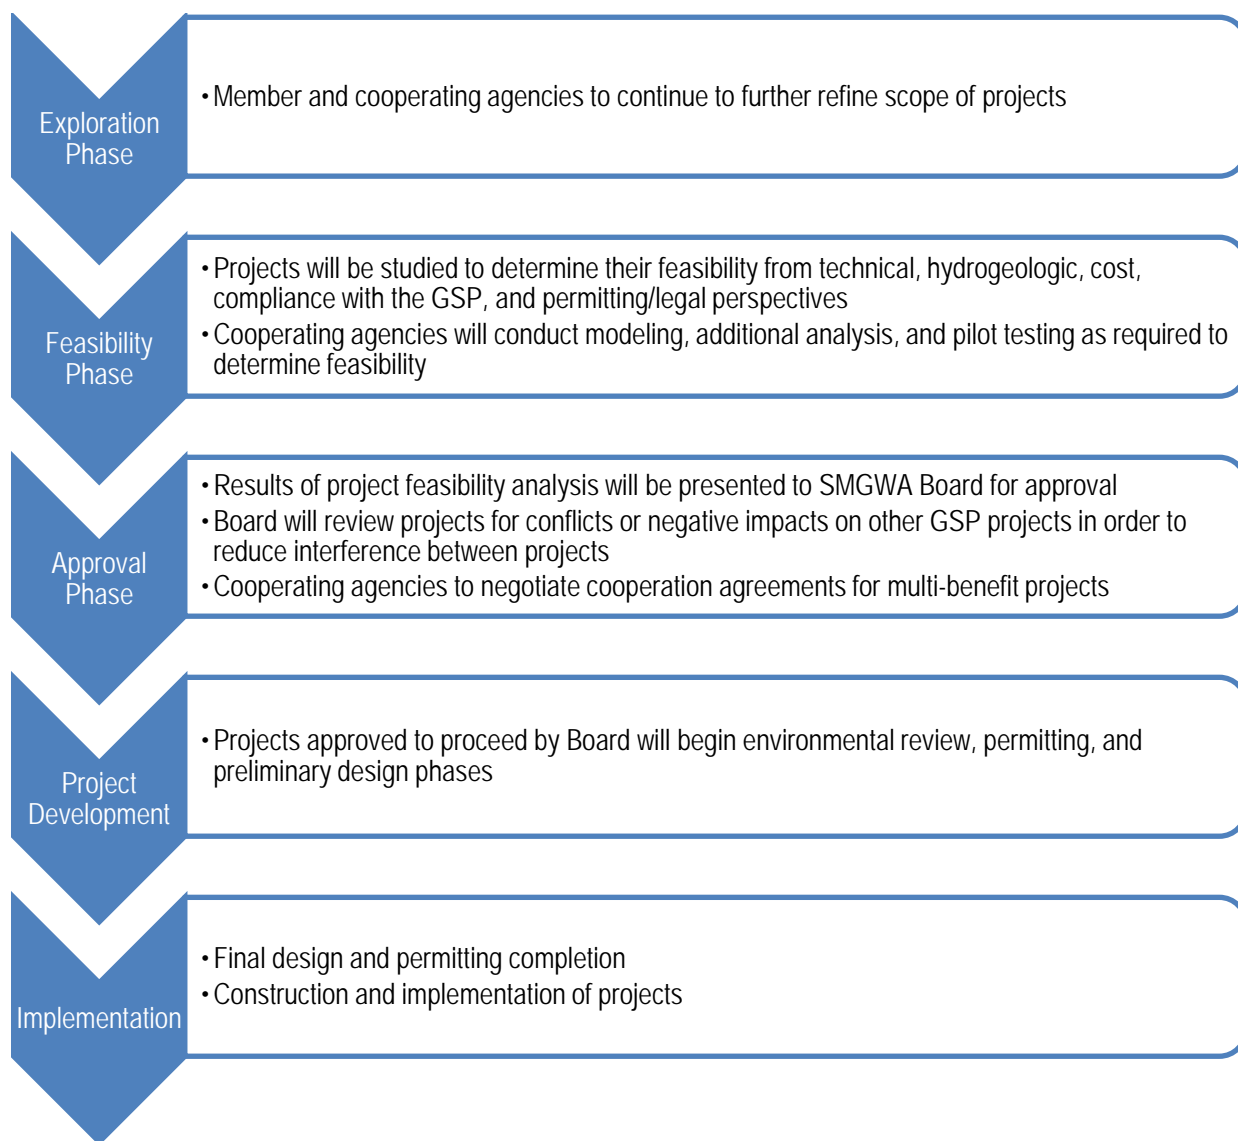 Exploration
Phase
• Member and cooperating agencies to continue to further refine scope of projects
Feasibility
Phase
• Projects will be studied to determine their feasibility from technical, hydrogeologic, cost,
compliance with the GSP, and permitting/legal perspectives
• Cooperating agencies will conduct modeling, additional analysis, and pilot testing as required to
determine feasibility
Approval
Phase
• Results of project feasibility analysis will be presented to SMGWA Board for approval
• Board will review projects for conflicts or negative impacts on other GSP projects in order to
reduce interference between projects
• Cooperating agencies to negotiate cooperation agreements for multi-benefit projects
Project
Development
• Projects approved to proceed by Board will begin environmental review, permitting, and
preliminary design phases
Implementation
• Final design and permitting completion
• Construction and implementation of projects